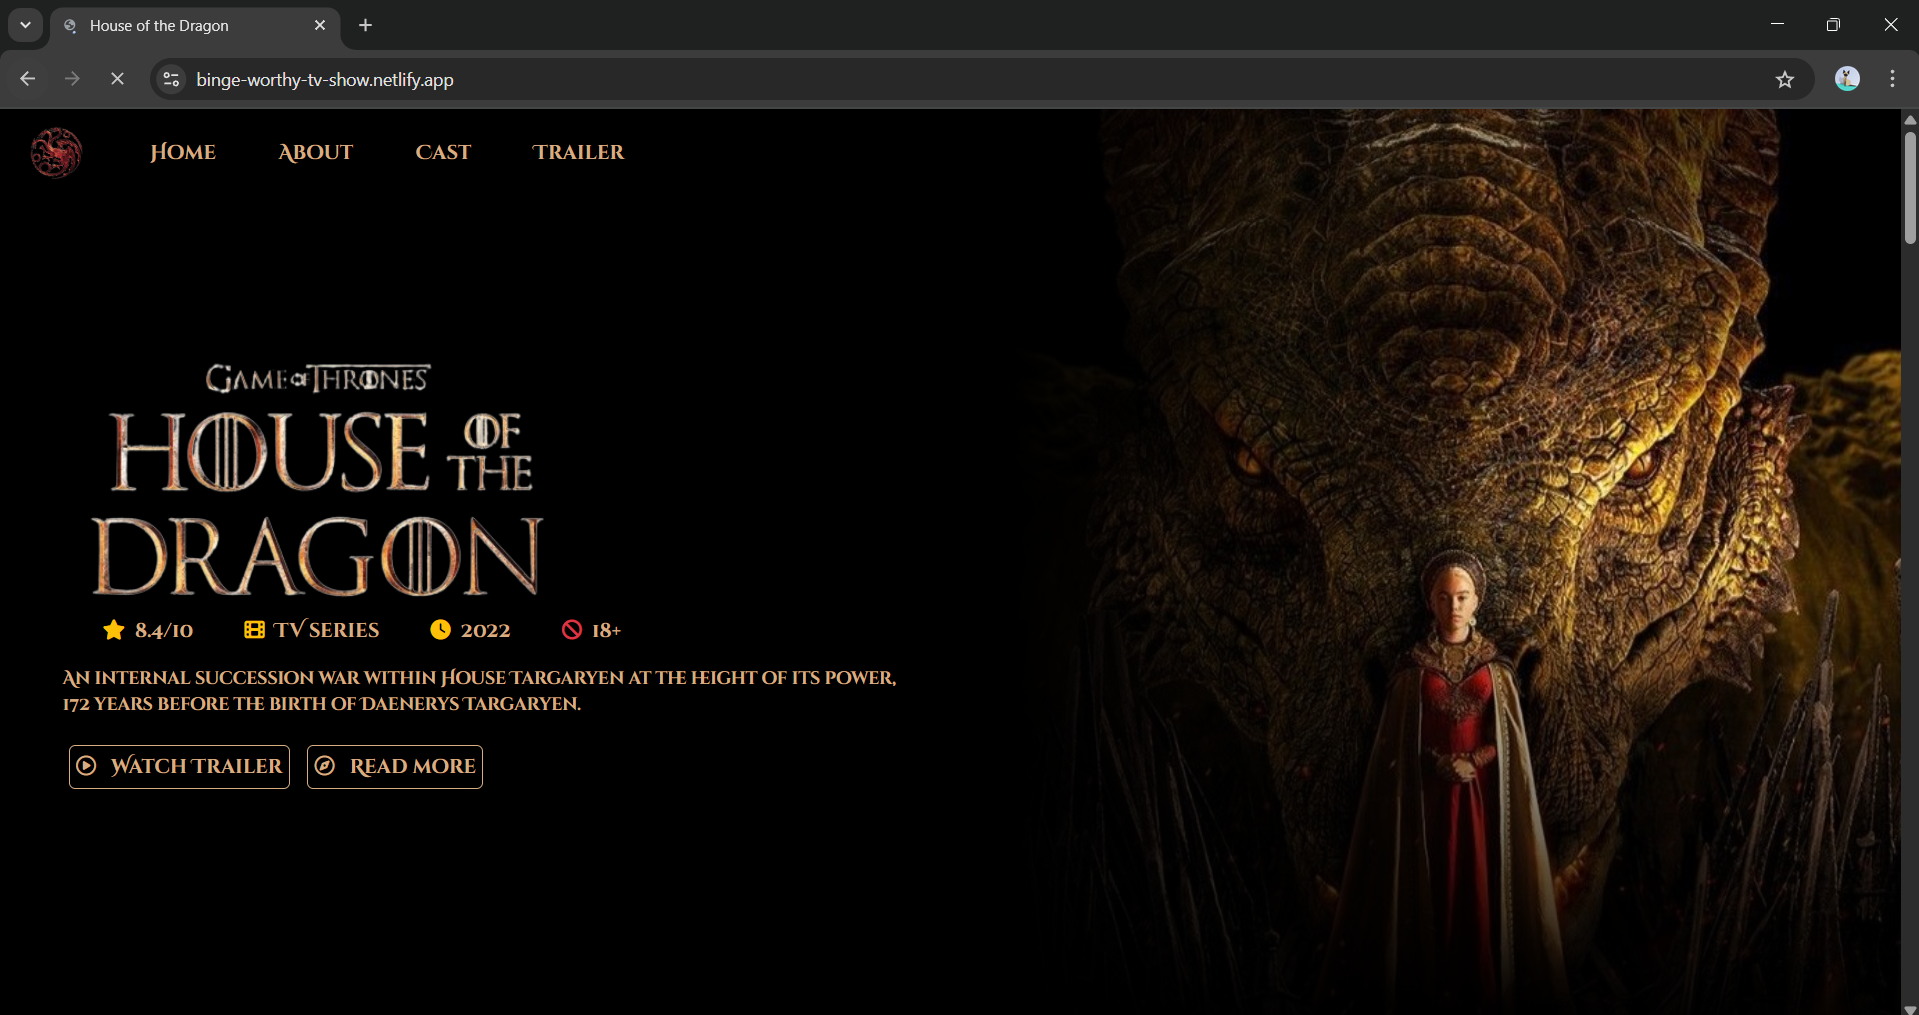 House of the Dragon
binge-worthy-tv-show.netlify.app
Home About Cast Trailer
GAME OF THRONES
HOUSE OF THE
DRAGON
8.4/10 TV Series 2022 18+
An internal succession war within House Targaryen at the height of its power,
172 years before the birth of Daenerys Targaryen.
Watch Trailer Read more